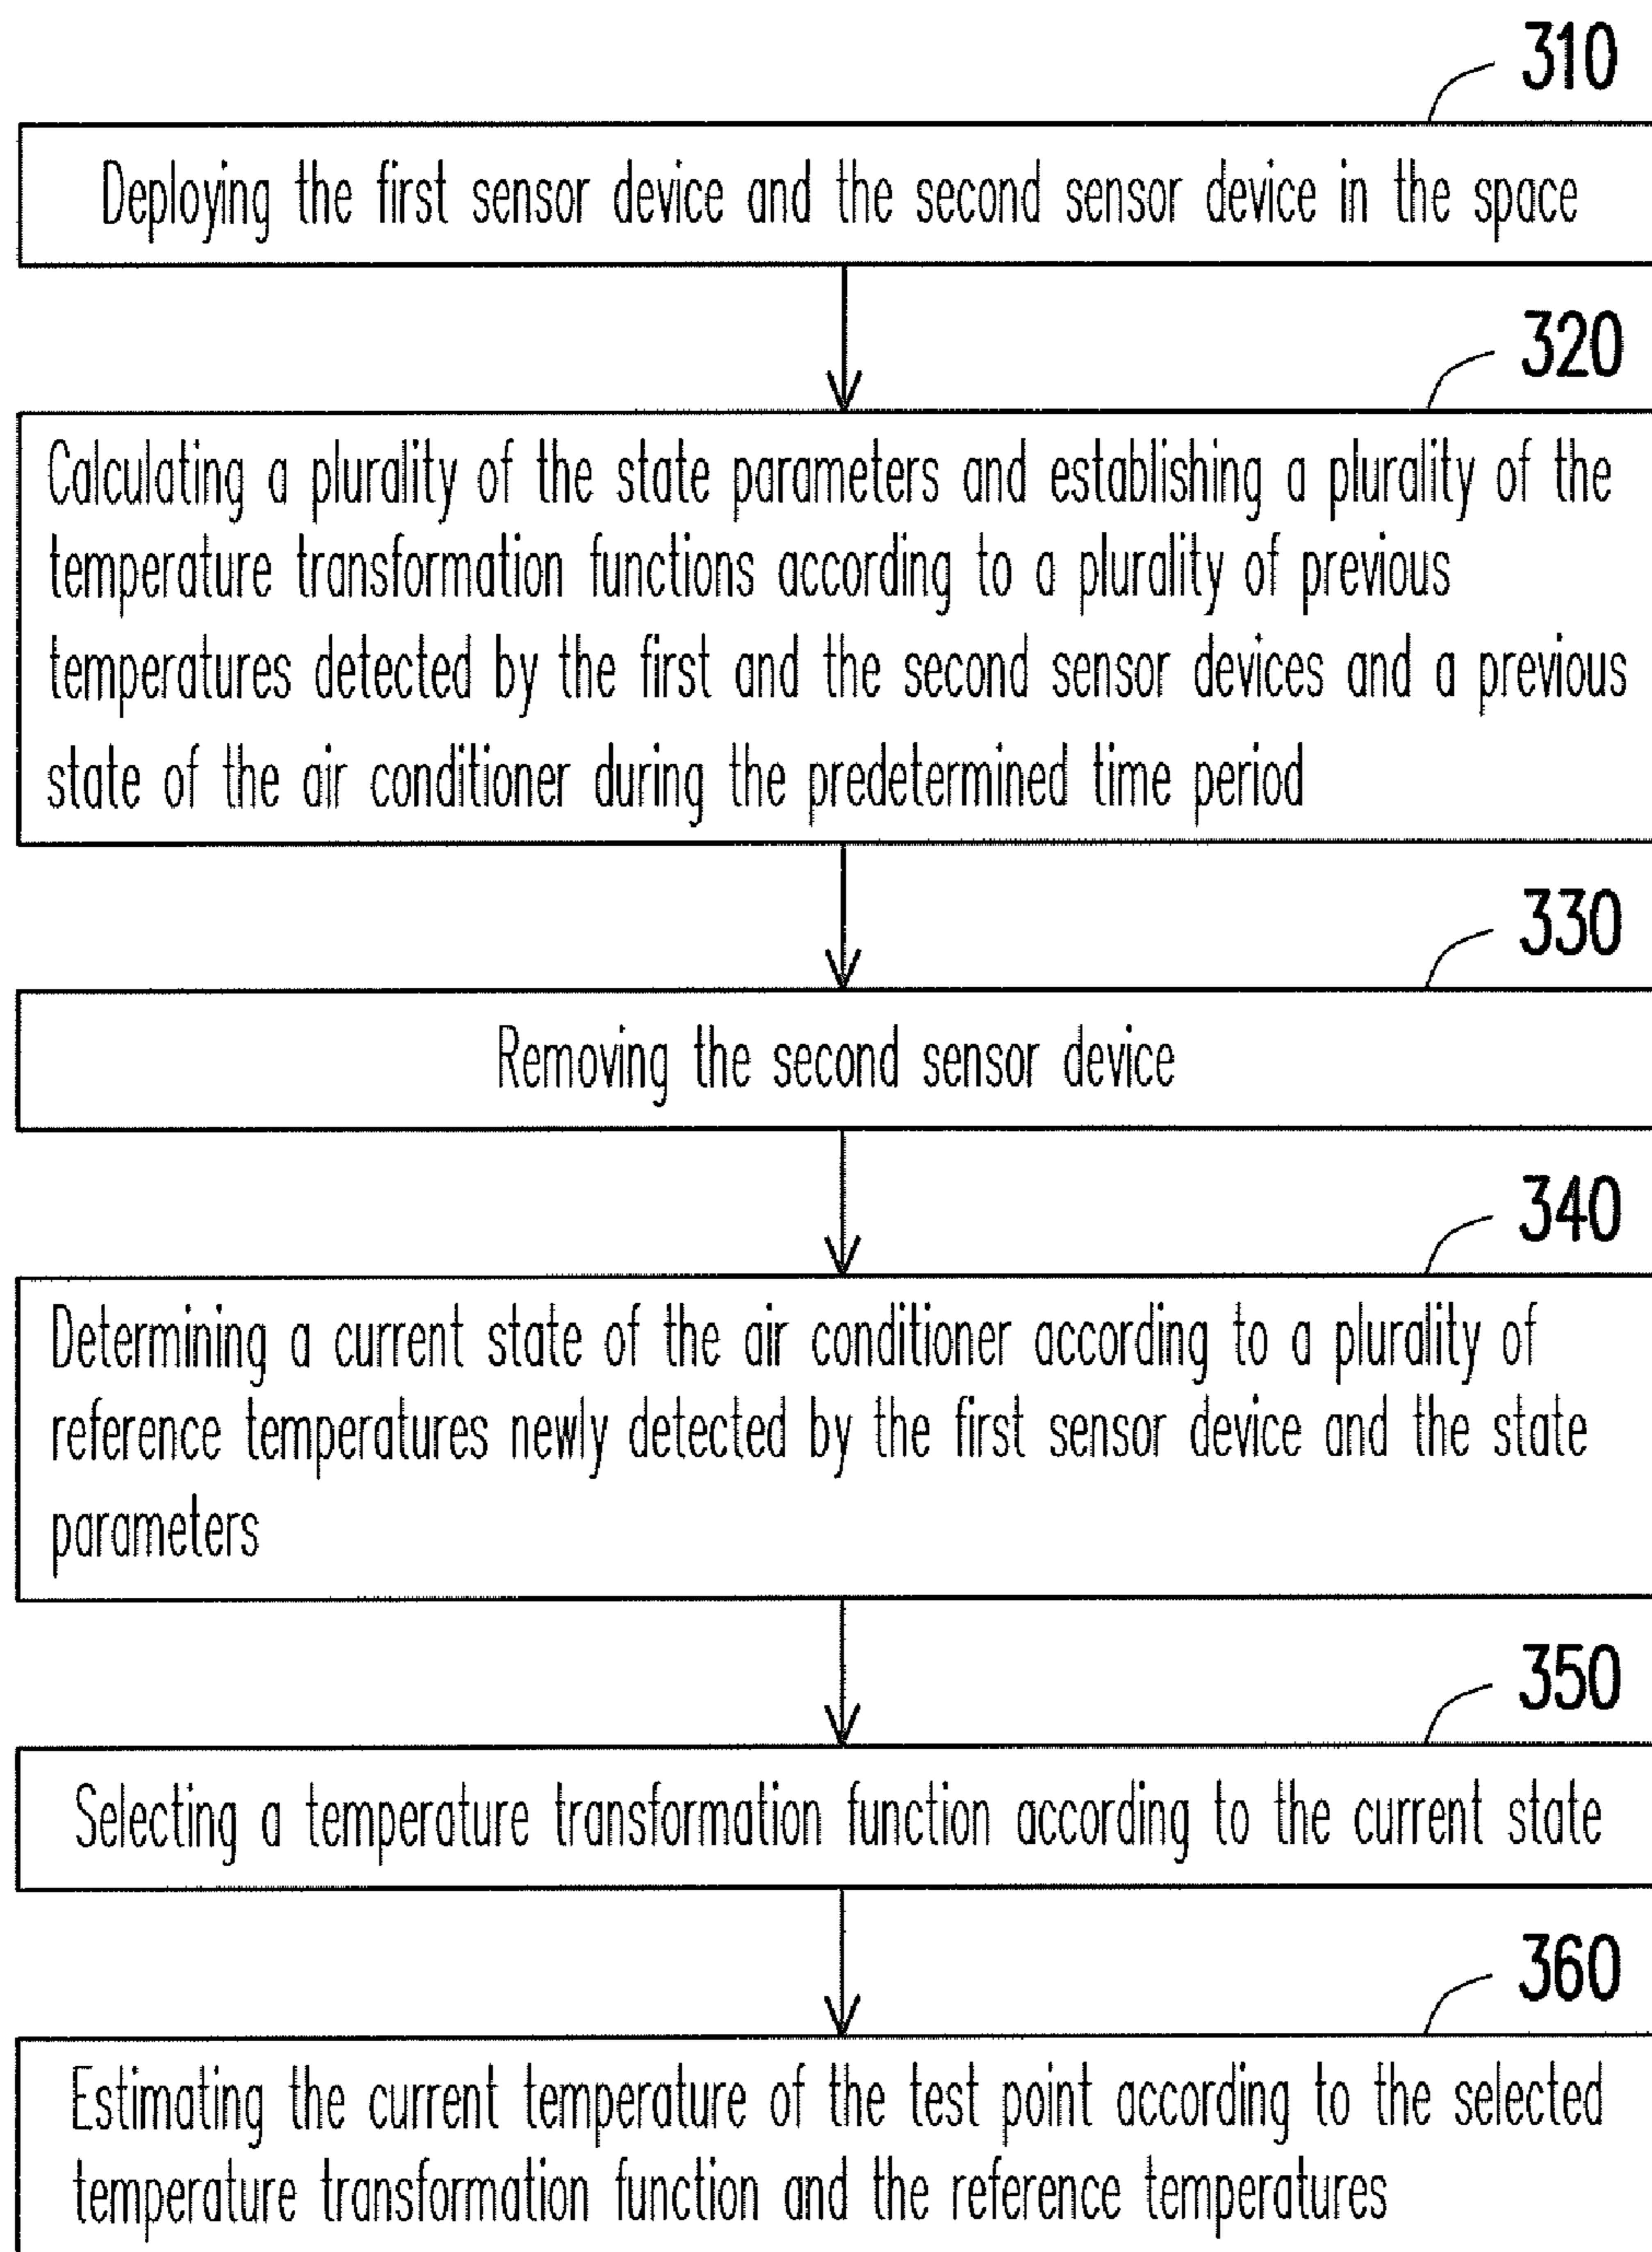 310
Deploying the first sensor device and the second sensor device in the space
320
Calculating a plurality of the state parameters and establishing a plurality of the
temperature transformation functions according to a plurality of previous
temperatures detected by the first and the second sensor devices and a previous
state of the air conditioner during the predetermined time period
330
Removing the second sensor device
340
Determining a current state of the air conditioner according to a plurality of
reference temperatures newly detected by the first sensor device and the state
parameters
350
Selecting a temperature transformation function according to the current state
360
Estimating the current temperature of the test point according to the selected
temperature transformation function and the reference temperatures